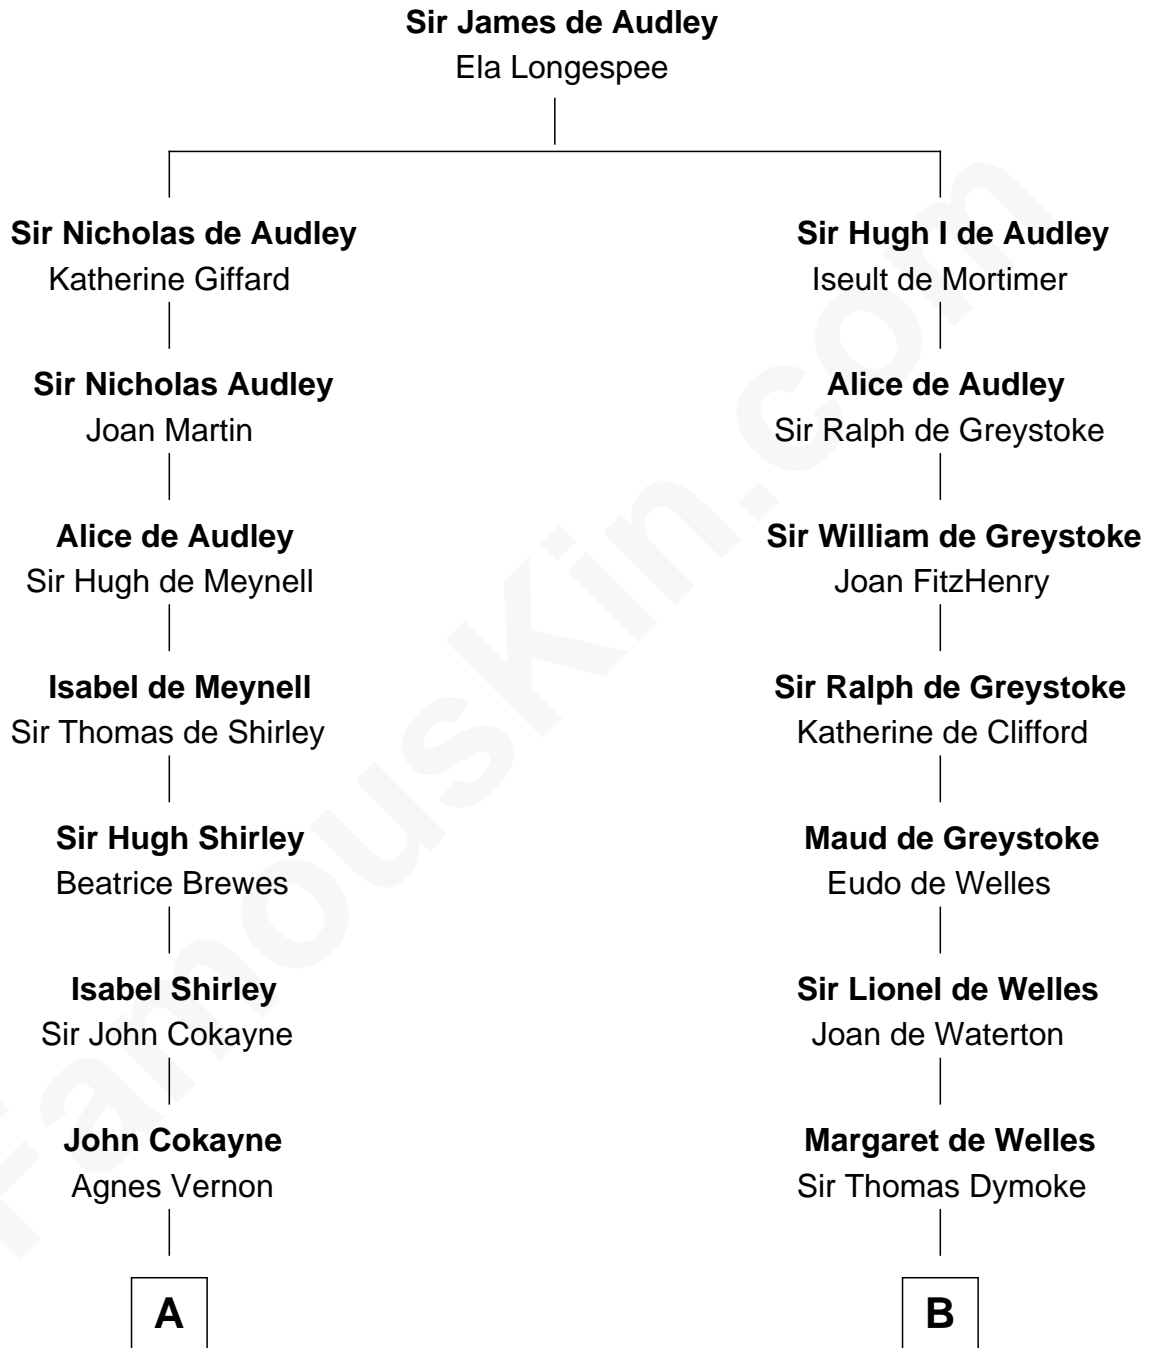 Sir James de Audley
Ela Longespee
Sir Nicholas de Audley
Katherine Giffard
Sir Hugh I de Audley
Iseult de Mortimer
Sir Nicholas Audley
Joan Martin
Alice de Audley
Sir Ralph de Greystoke
Alice de Audley
Sir Hugh de Meynell
Sir William de Greystoke
Joan FitzHenry
Isabel de Meynell
Sir Thomas de Shirley
Sir Ralph de Greystoke
Katherine de Clifford
Sir Hugh Shirley
Beatrice Brewes
Maud de Greystoke
Eudo de Welles
Isabel Shirley
Sir John Cokayne
Sir Lionel de Welles
Joan de Waterton
John Cokayne
Agnes Vernon
Margaret de Welles
Sir Thomas Dymoke
A
B
FamousKin.com